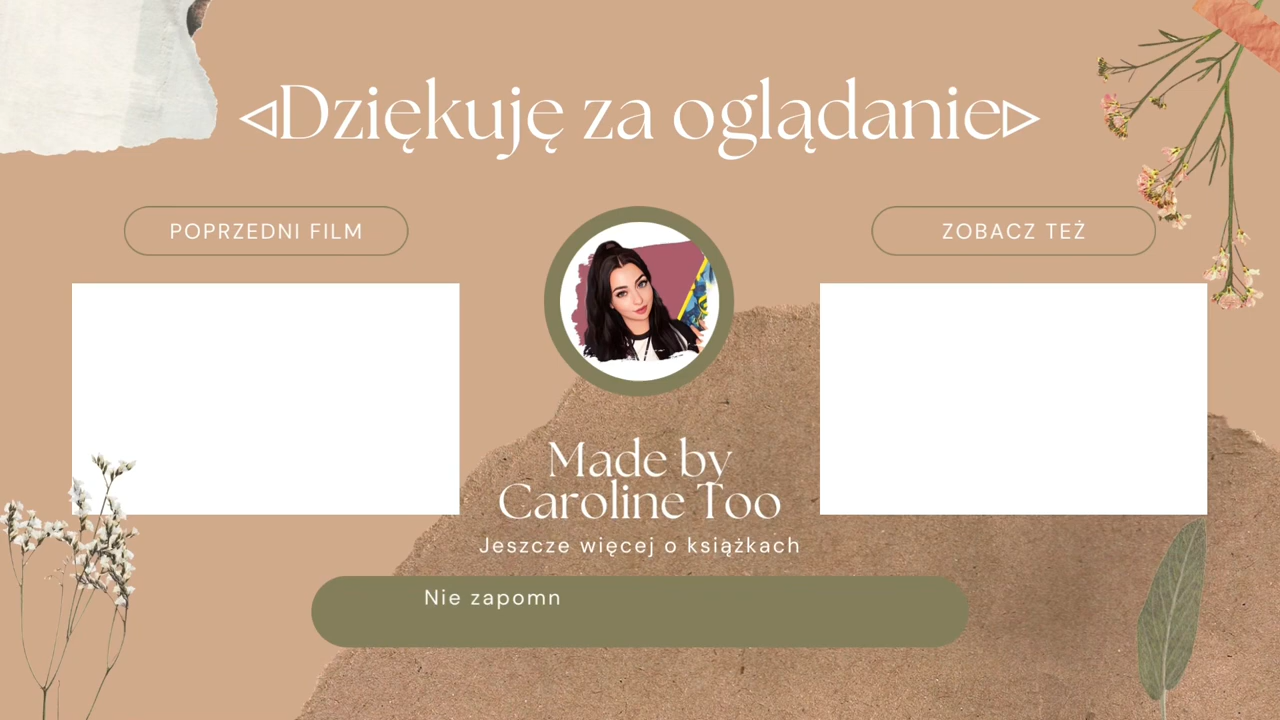 Dziękuję za oglądanie
POPRZEDNI FILM
ZOBACZ TEŻ
Made by
Caroline Too
Jeszcze więcej o książkach
Nie zapomn